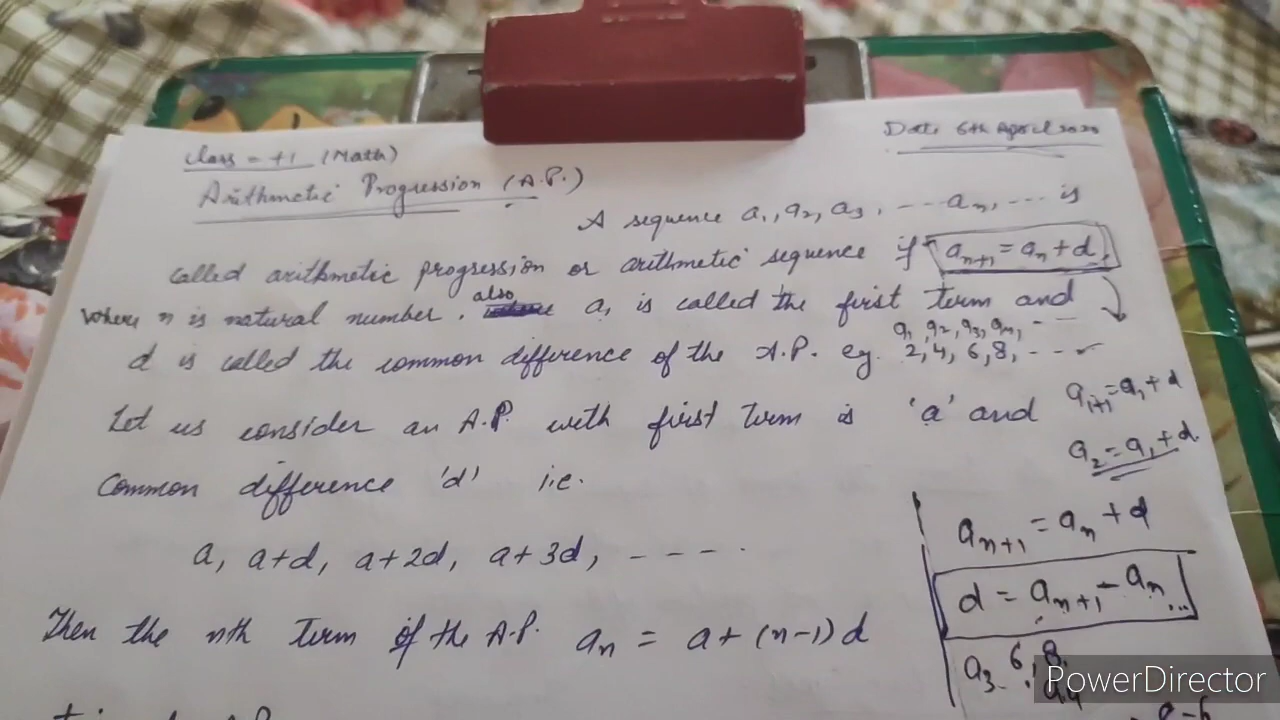 Class = +1 (Math)
Date 6th April 2020
Arithmetic Progression (A.P.)
A sequence a₁, a₂, a₃, --- aₙ, --- is
called arithmetic progression or arithmetic sequence if aₙ₊₁ = aₙ + d,
where n is natural number. also a₁ is called the first term and
a₁, a₂, a₃, a₄, - -
d is called the common difference of the A.P. eg. 2, 4, 6, 8, ---
Let us consider an A.P. with first term is 'a' and
a₁₊₁ = a₁ + d
a₂ = a₁ + d
Common difference 'd' i.e.
a, a+d, a+2d, a+3d, ----.
aₙ₊₁ = aₙ + d
d = aₙ₊₁ - aₙ
Then the nth term of the A.P. aₙ = a + (n-1) d
a₃ 6, 8
a₄
PowerDirector